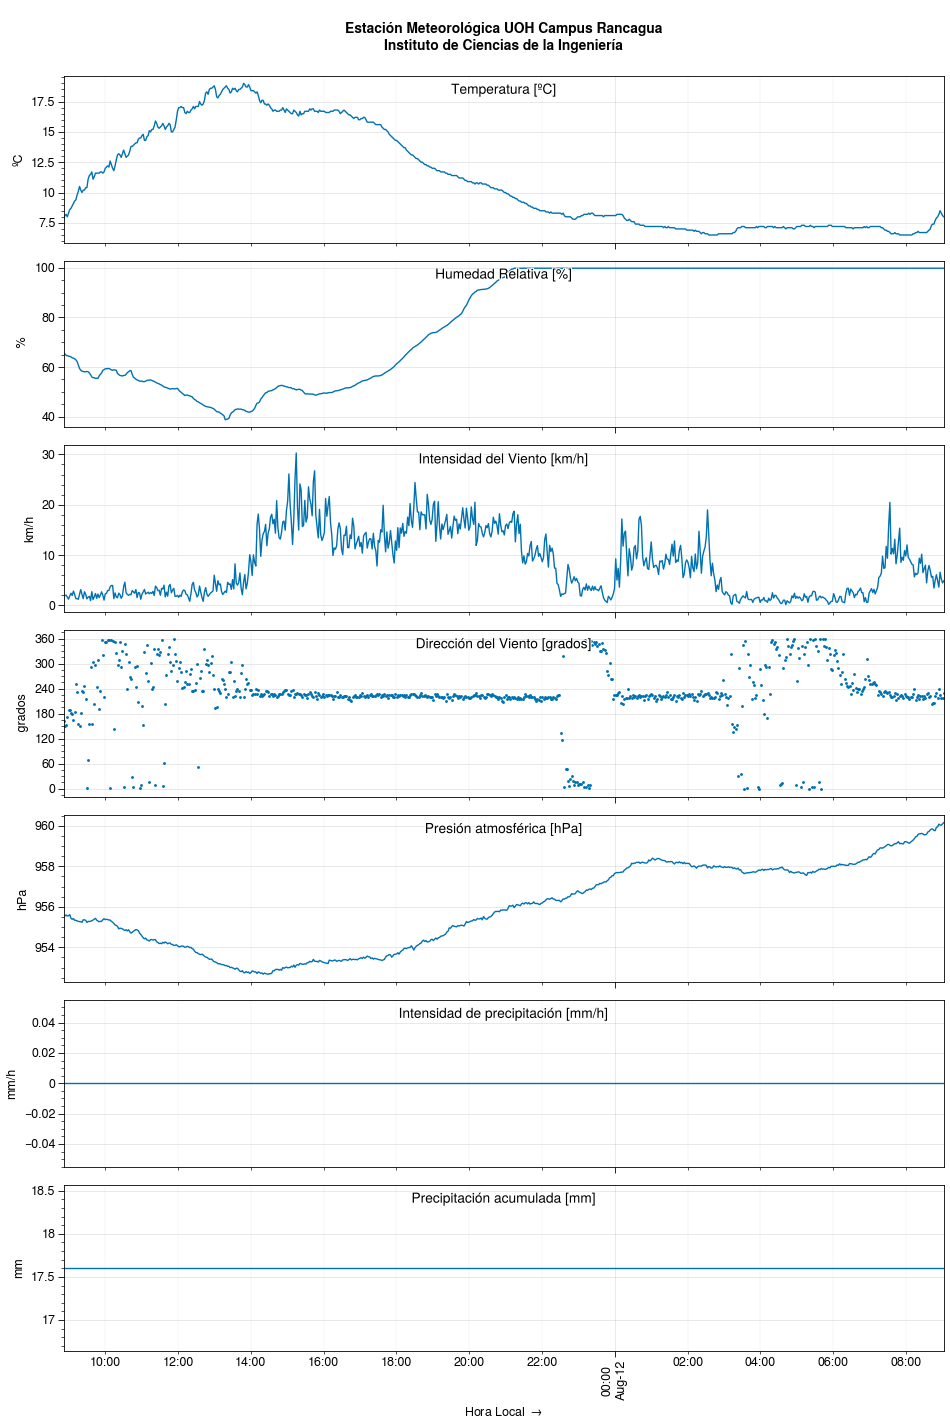 Estación Meteorológica UOH Campus Rancagua
Instituto de Ciencias de la Ingeniería
Temperatura [ºC]
ºC
17.5
15
12.5
10
7.5
Humedad Relativa [%]
%
100
80
60
40
Intensidad del Viento [km/h]
km/h
30
20
10
0
Dirección del Viento [grados]
grados
360
300
240
180
120
60
0
Presión atmosférica [hPa]
hPa
960
958
956
954
Intensidad de precipitación [mm/h]
mm/h
0.04
0.02
0
−0.02
−0.04
Precipitación acumulada [mm]
mm
18.5
18
17.5
17
10:00 12:00 14:00 16:00 18:00 20:00 22:00 00:00 02:00 04:00 06:00 08:00
Aug-12
Hora Local →